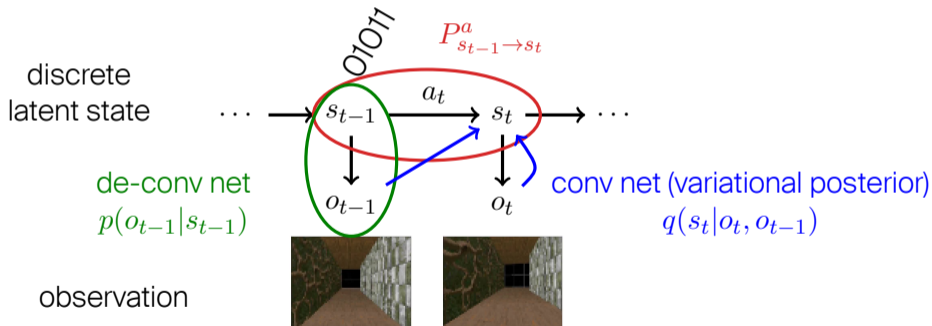 01011
P^a_{s_{t-1}→s_t}
discrete
latent state
··· s_{t-1} a_t s_t ···
de-conv net
p(o_{t-1}|s_{t-1})
o_{t-1} o_t
conv net (variational posterior)
q(s_t|o_t, o_{t-1})
observation